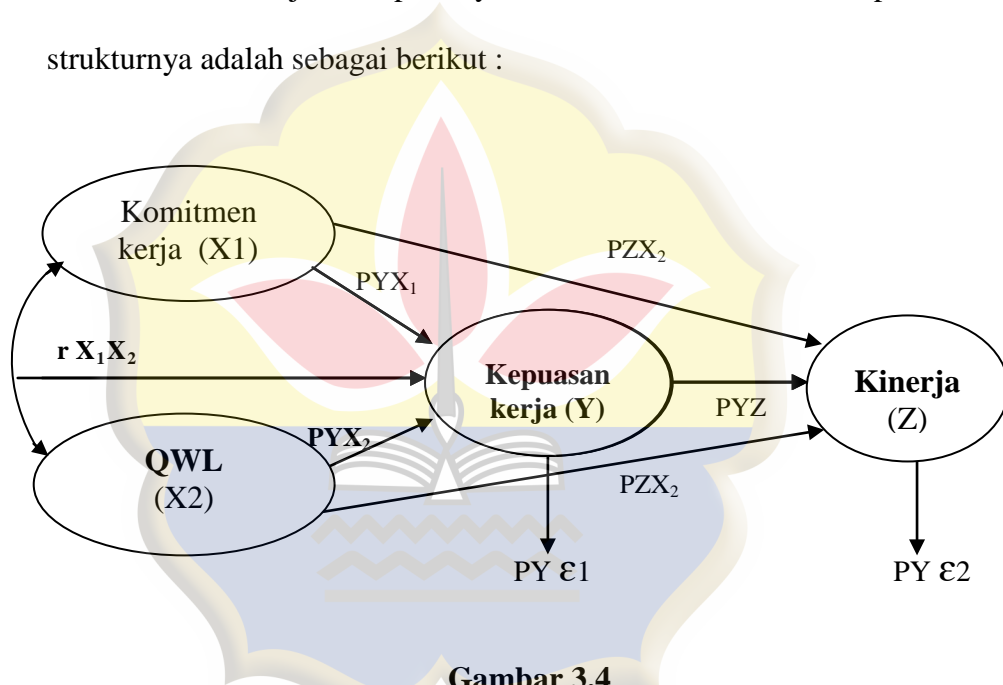 strukturnya adalah sebagai berikut :
Komitmen
kerja (X1)
PZX₂
PYX₁
r X₁X₂
Kepuasan
kerja (Y)
Kinerja
(Z)
PYZ
PYX₂
QWL
(X2)
PZX₂
PY ε1
PY ε2
Gambar 3.4